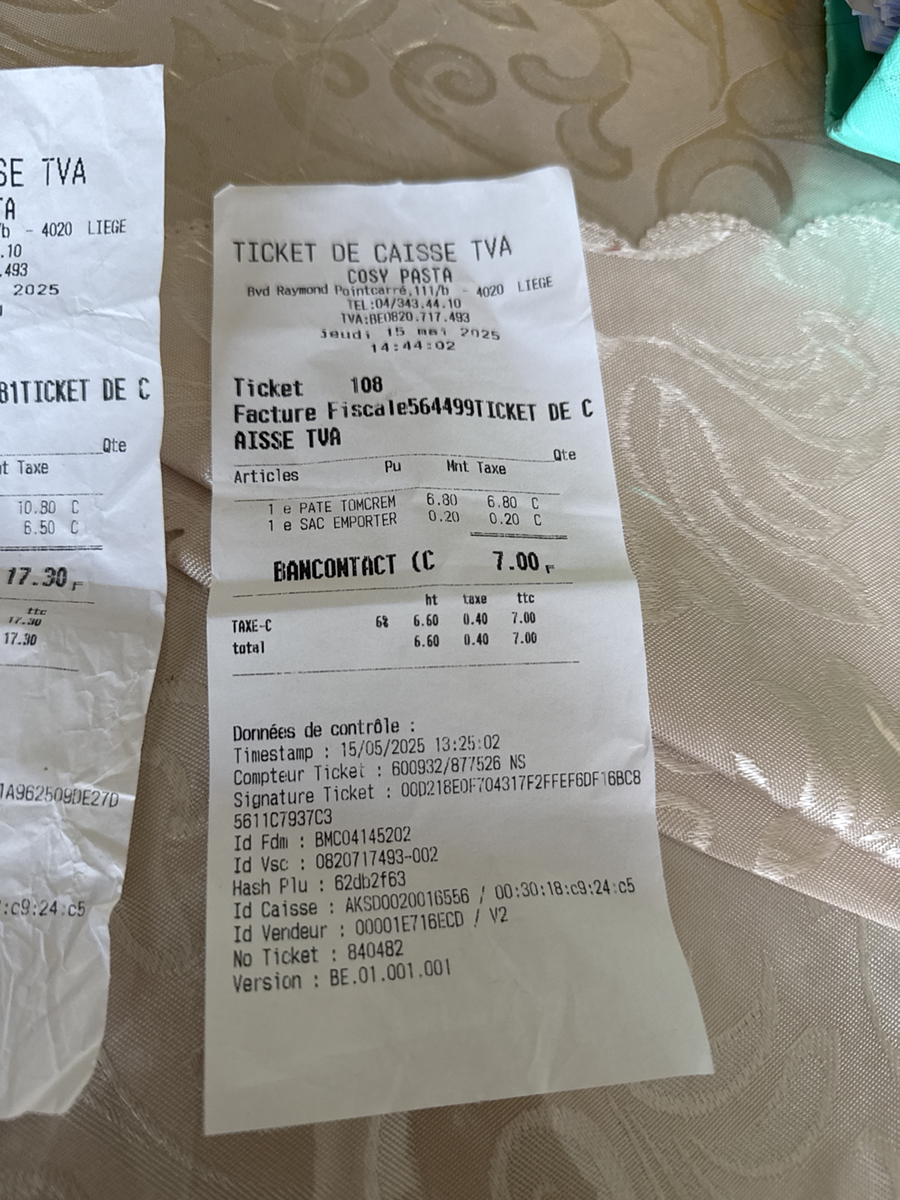 SE TVA
TA
/b - 4020 LIEGE
.10
.493
2025
81TICKET DE C
Qte
nt Taxe
10.80 C
6.50 C
17.30
ttc
17.30
17.30
1A962509DE27D
:c9:24:c5
TICKET DE CAISSE TVA
COSY PASTA
Bvd Raymond Pointcarré,111/b - 4020 LIEGE
TEL:04/343.44.10
TVA:BE0820.717.493
jeudi 15 mai 2025
14:44:02
Ticket 108
Facture Fiscale564499TICKET DE C
AISSE TVA
Qte
Articles Pu Mnt Taxe
1 e PATE TOMCREM 6.80 6.80 C
1 e SAC EMPORTER 0.20 0.20 C
BANCONTACT (C 7.00 F
ht taxe ttc
TAXE-C 6% 6.60 0.40 7.00
total 6.60 0.40 7.00
Données de contrôle :
Timestamp : 15/05/2025 13:25:02
Compteur Ticket : 600932/877526 NS
Signature Ticket : 00D218E0F704317F2FFEF6DF16BC8
5611C7937C3
Id Fdm : BMC04145202
Id Vsc : 0820717493-002
Hash Plu : 62db2f63
Id Caisse : AKSD0020016556 / 00:30:18:c9:24:c5
Id Vendeur : 00001E716ECD / V2
No Ticket : 840482
Version : BE.01.001.001